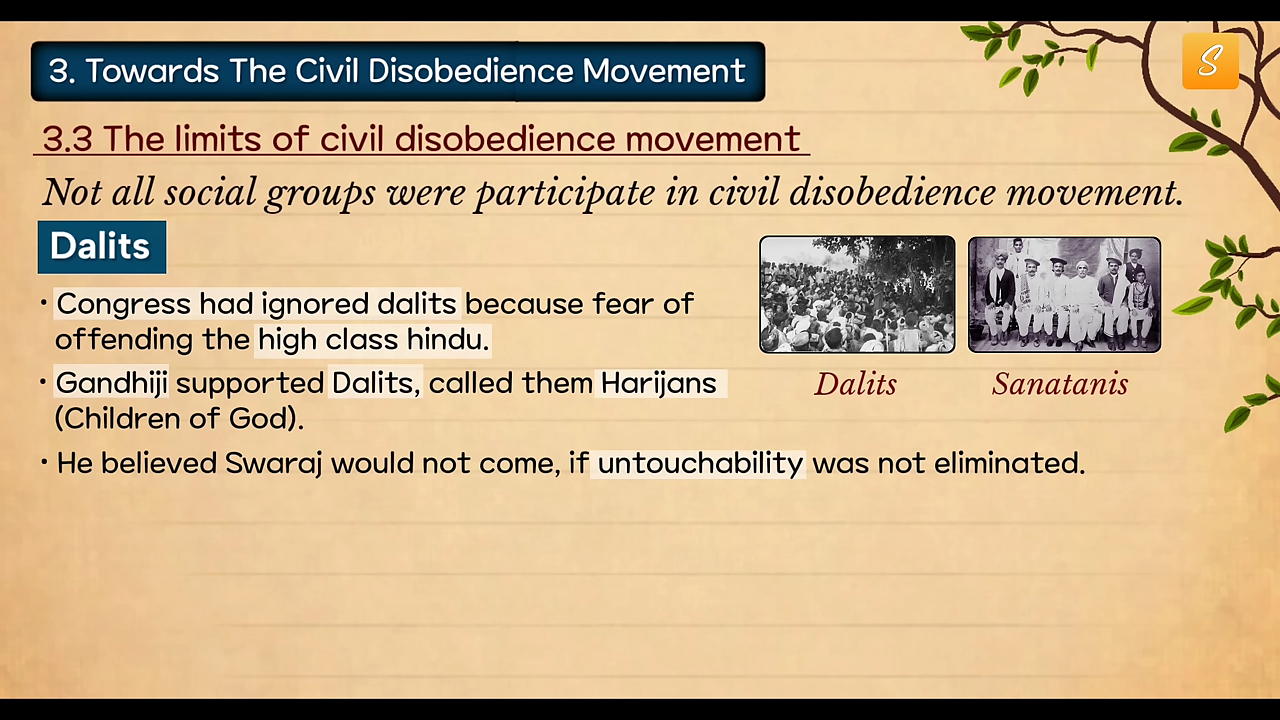 3. Towards The Civil Disobedience Movement
S
3.3 The limits of civil disobedience movement
Not all social groups were participate in civil disobedience movement.
Dalits
• Congress had ignored dalits because fear of
offending the high class hindu.
• Gandhiji supported Dalits, called them Harijans
(Children of God).
• He believed Swaraj would not come, if untouchability was not eliminated.
Dalits
Sanatanis